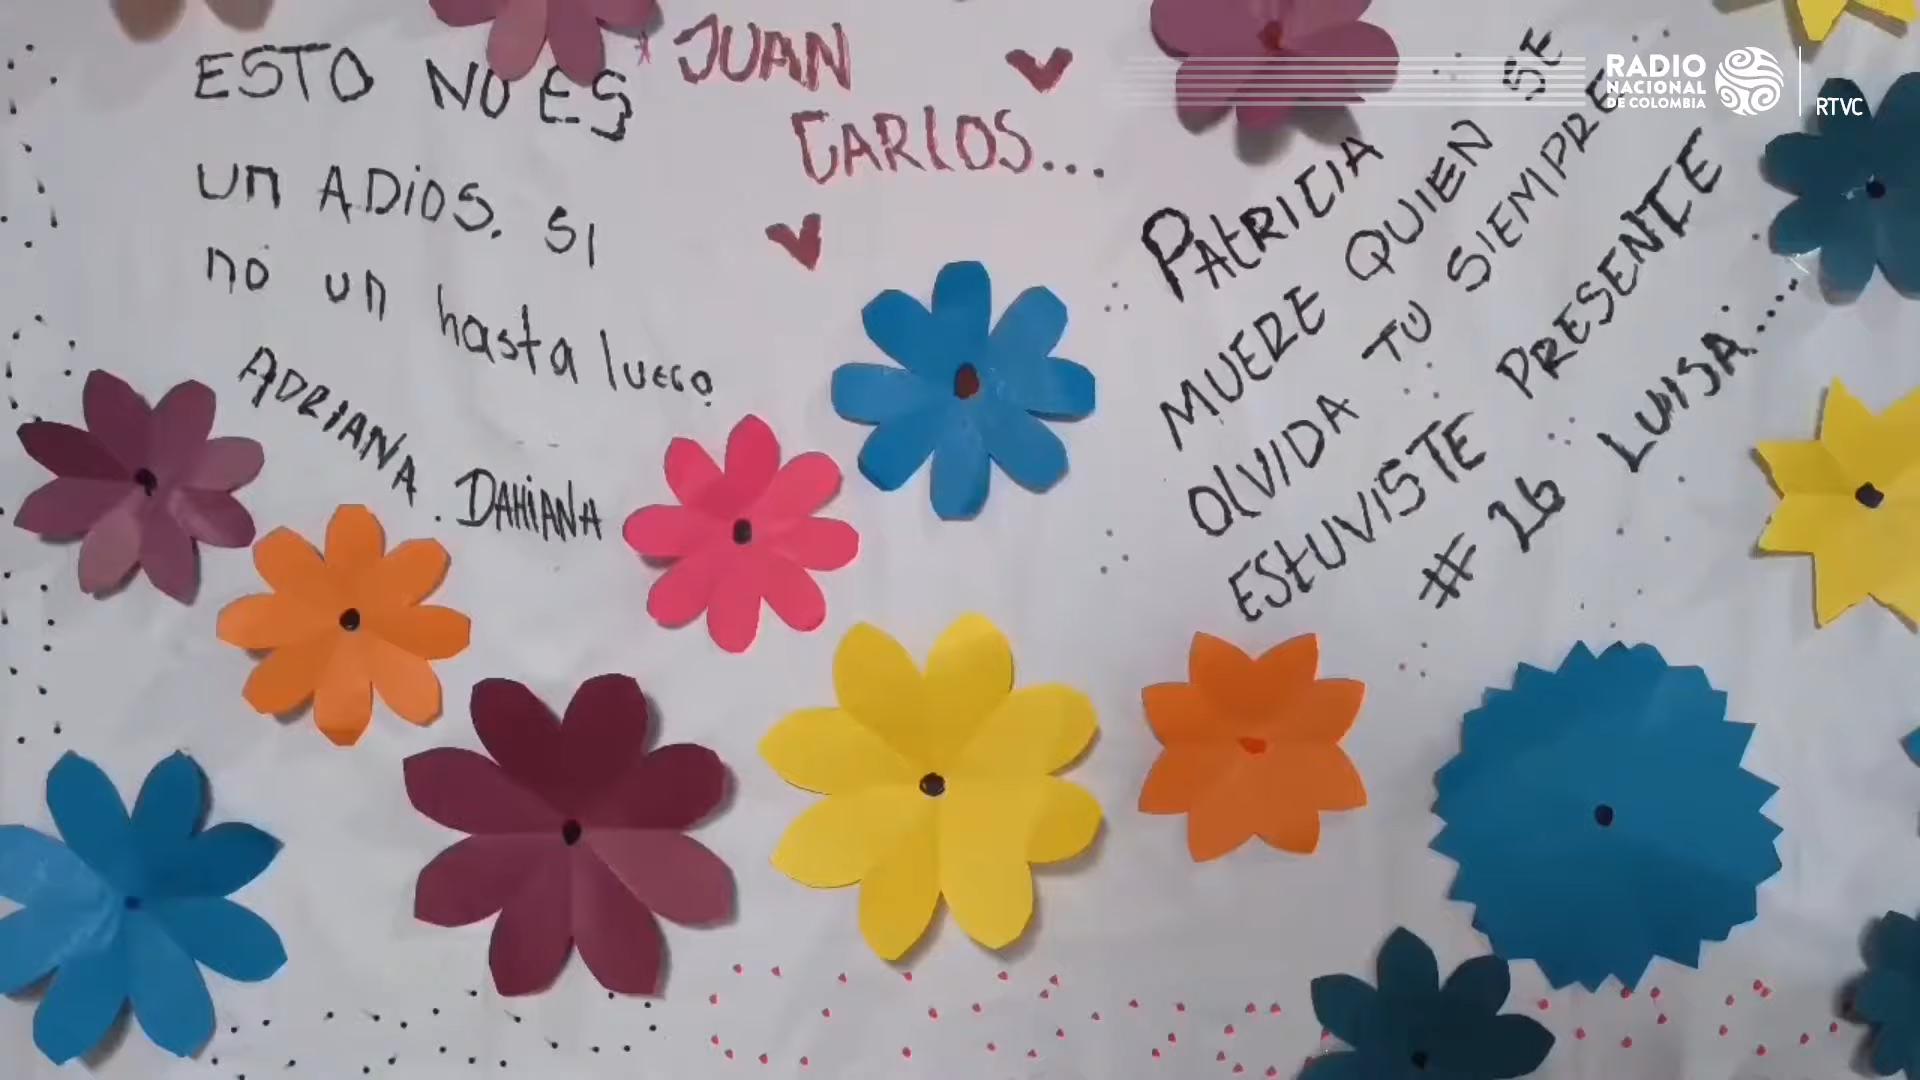 ESTO NO ES
un ADiOS. SI
no un hasta luego.
ADRIANA. DAHIANA
* JUAN
CARLOS...
PAtRICIA
MUERE QUIEN SE
OLVIDA TU SIEMPRE
EStUVISTE PRESENTE
# 26 LUISA.....
RADIO
NACIONAL
DE COLOMBIA
RTVC